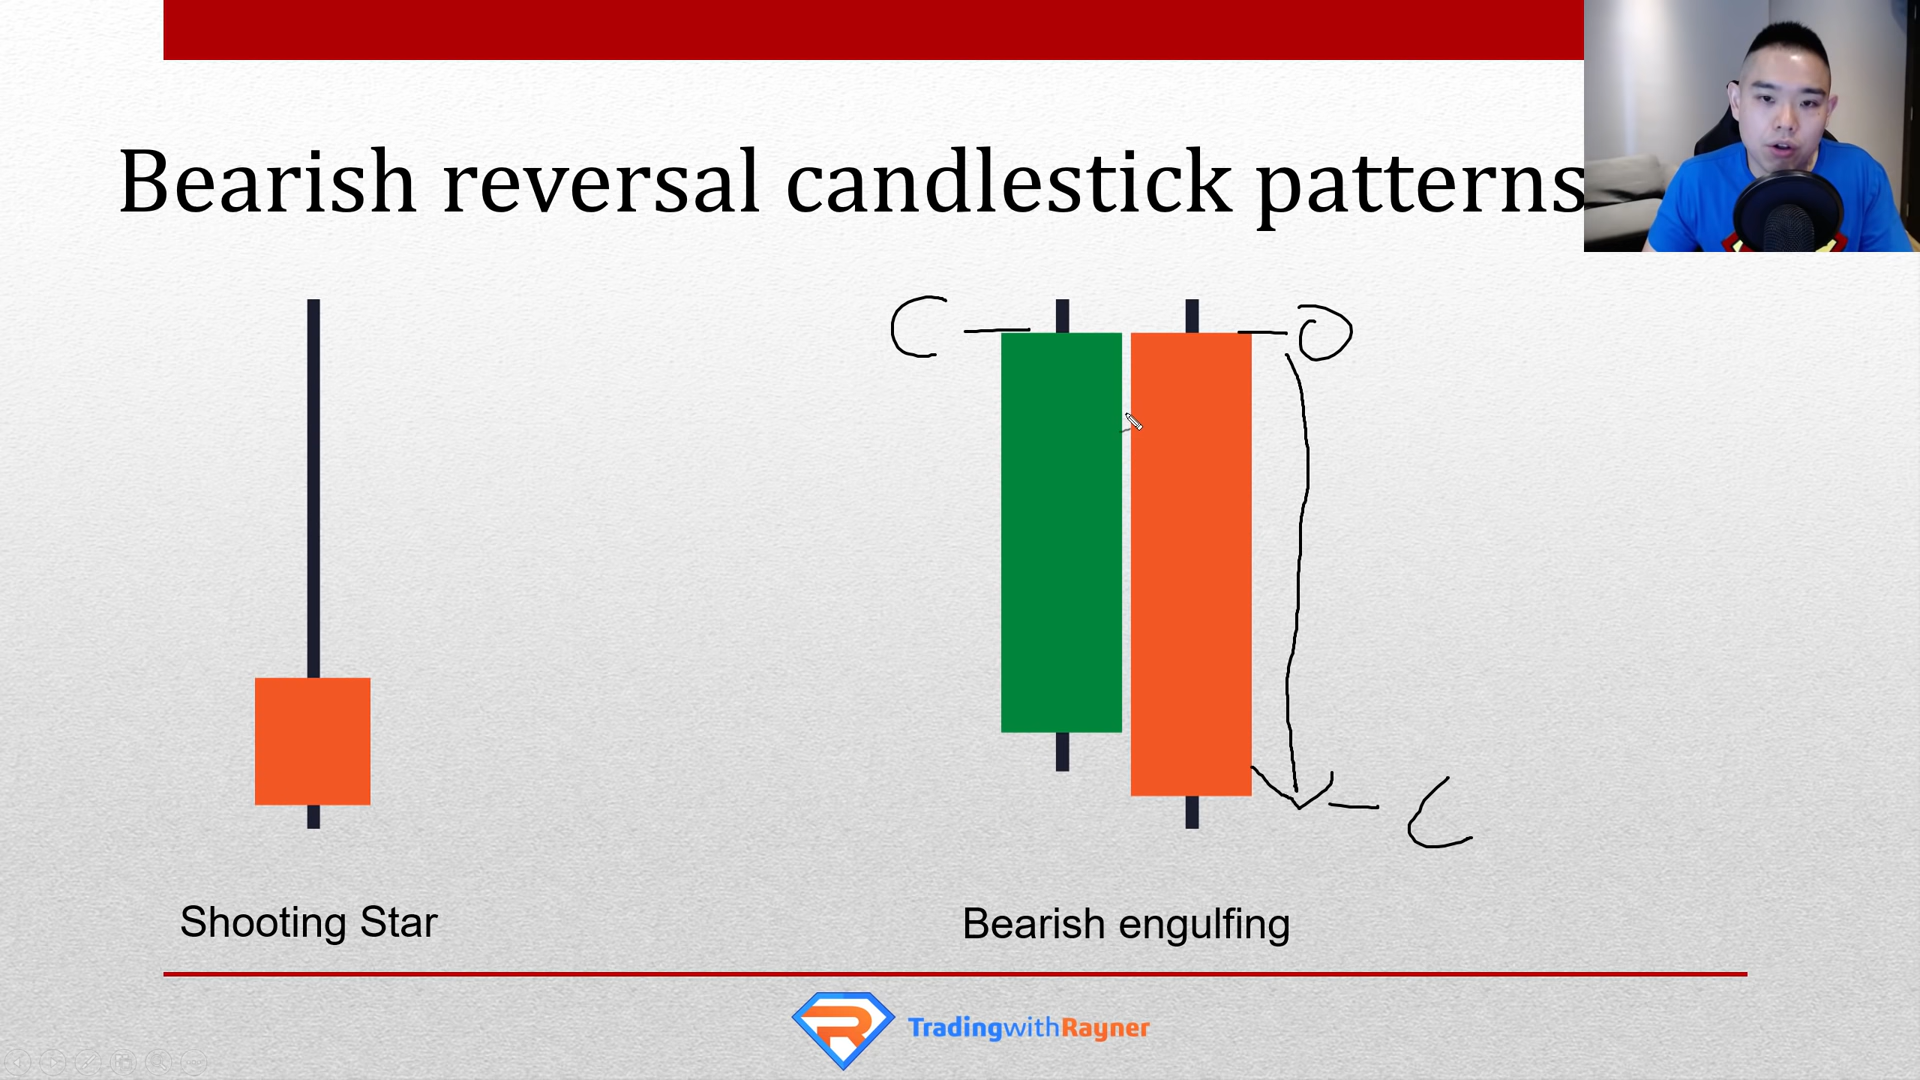 Bearish reversal candlestick patterns
C
O
C
Shooting Star
Bearish engulfing
TradingwithRayner